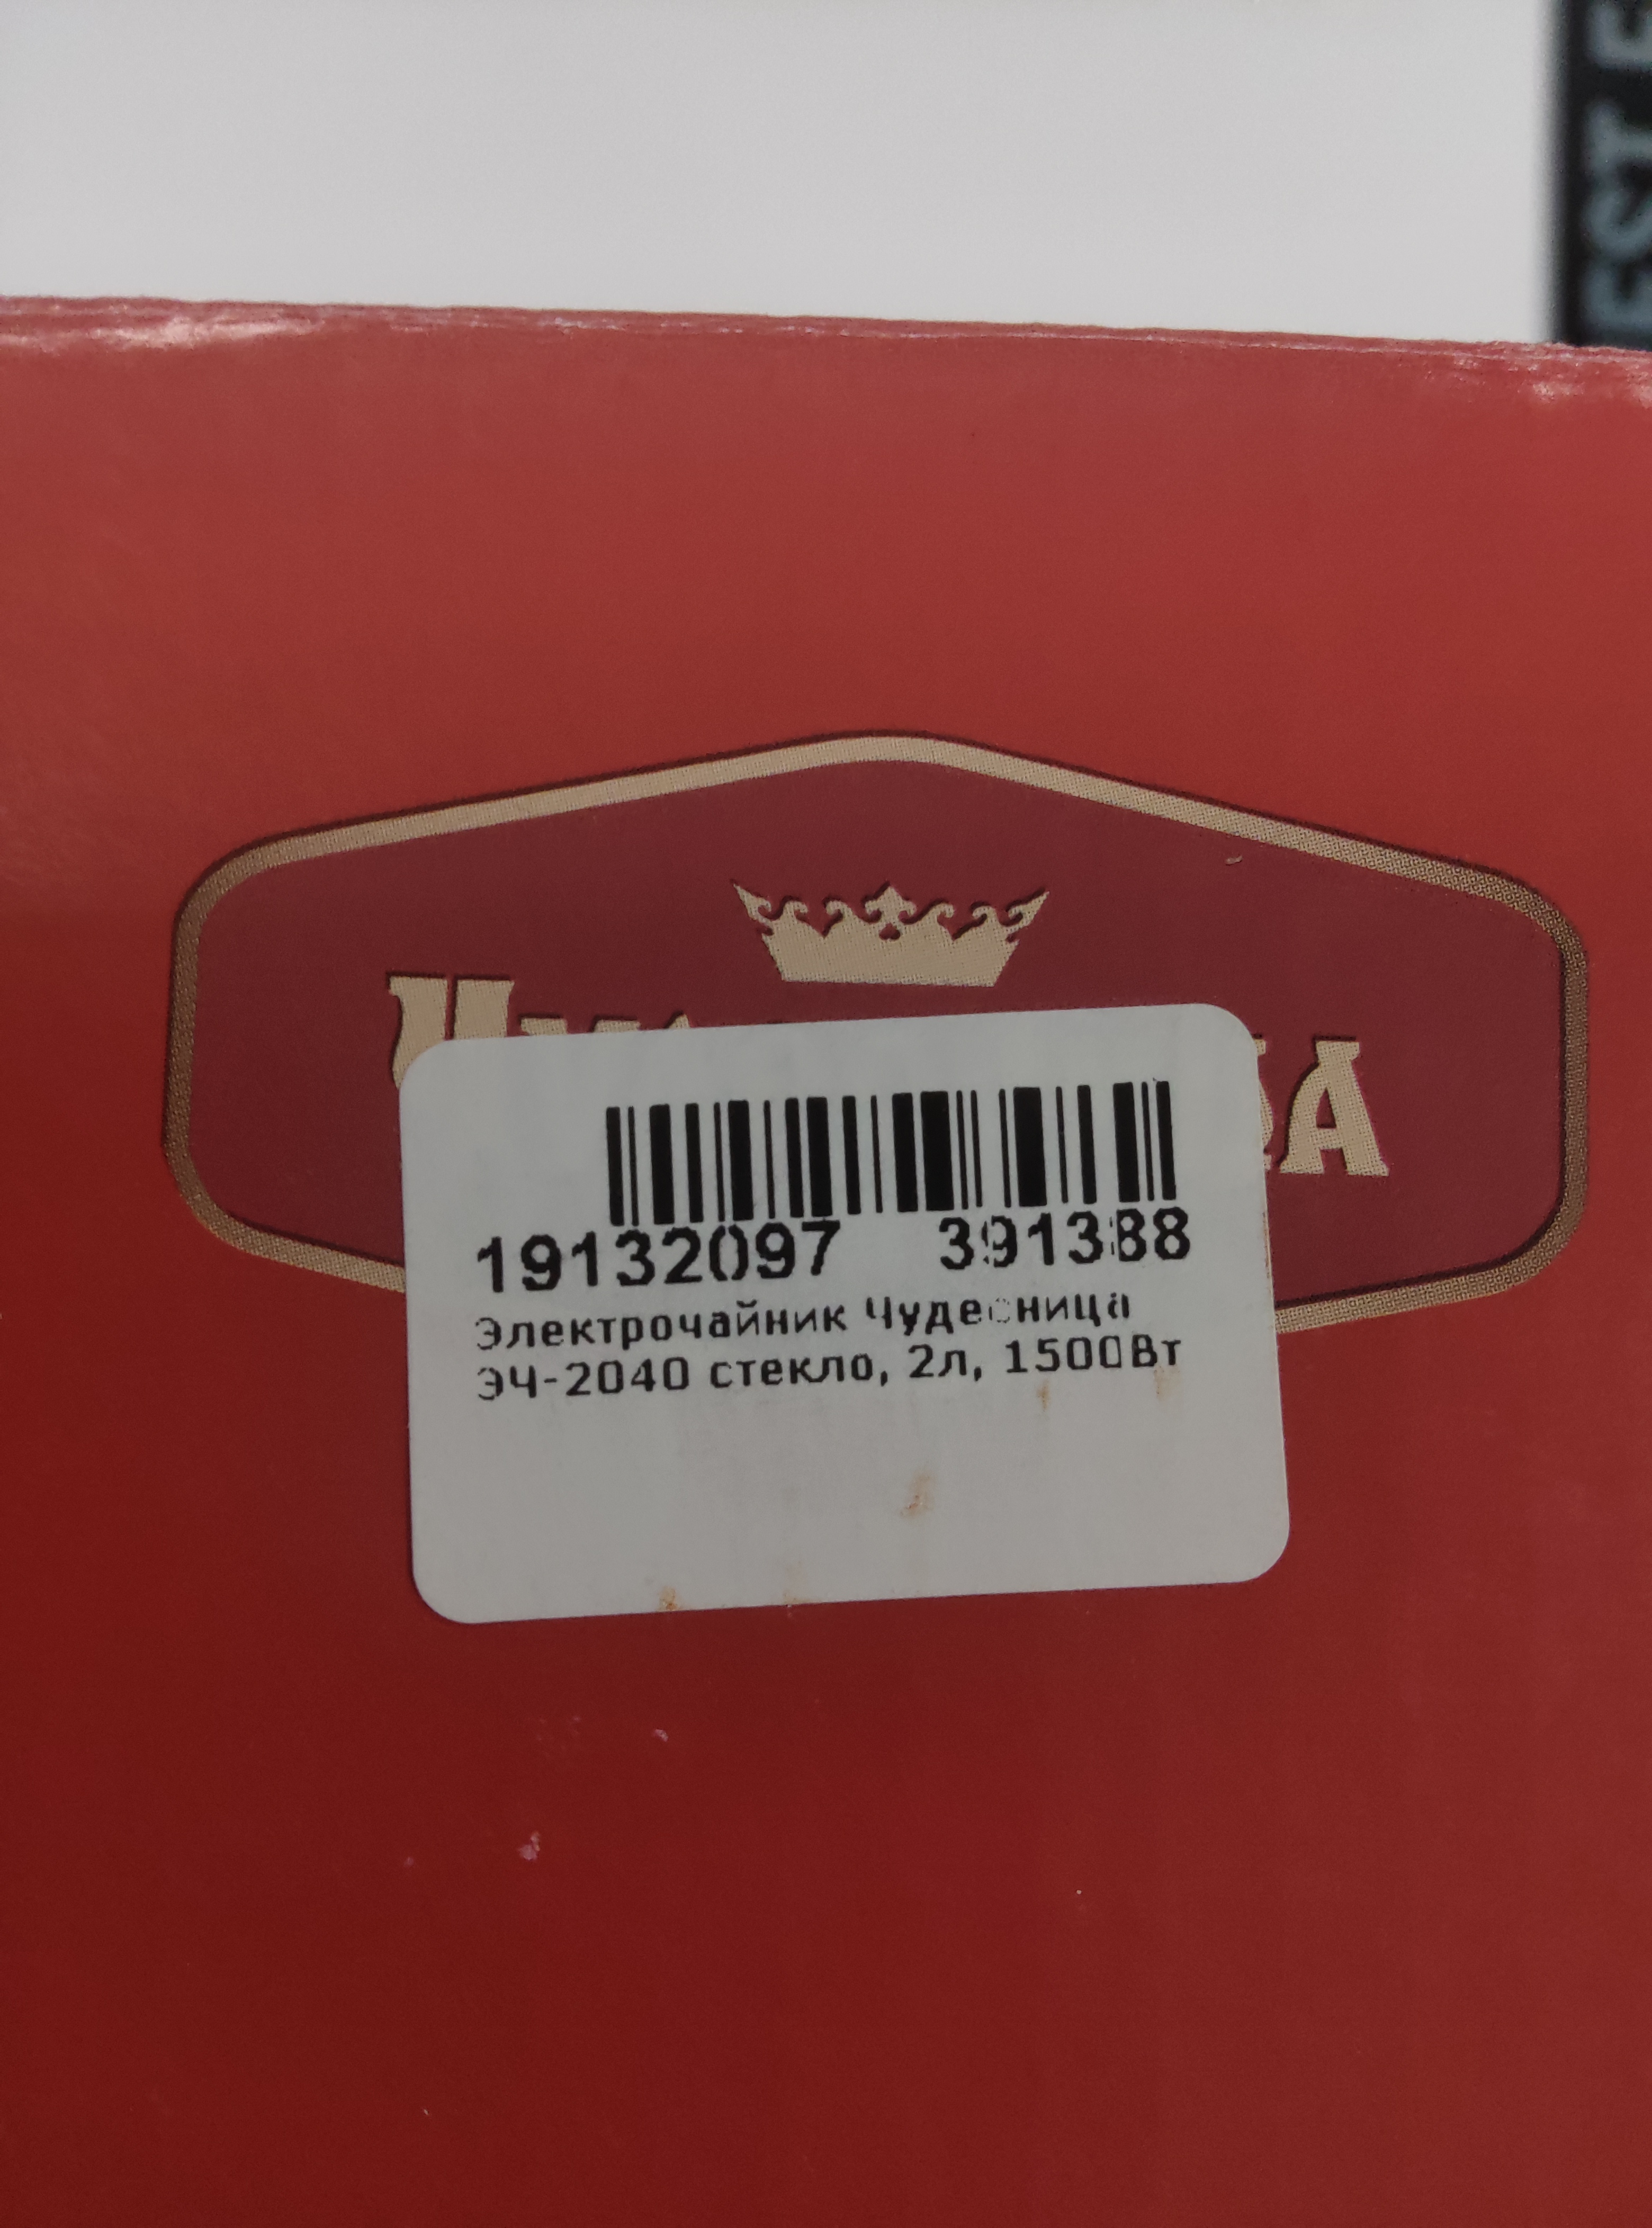 19132097 391388
Электрочайник Чудесница
ЭЧ-2040 стекло, 2л, 1500Вт